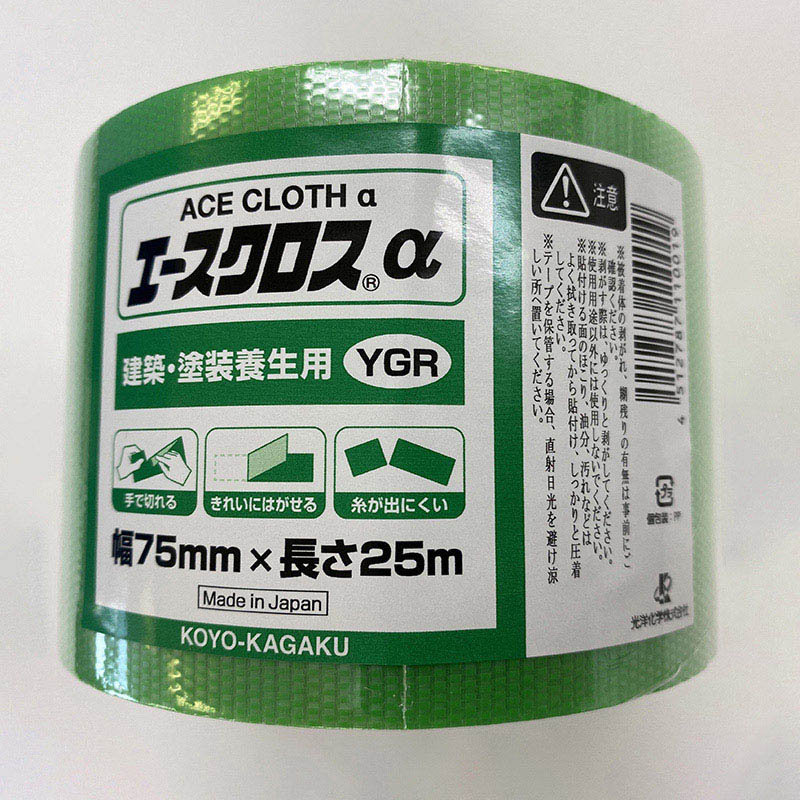 ACE CLOTH α
エースクロス®α
建築・塗装養生用 YGR
手で切れる
きれいにはがせる
糸が出にくい
幅75mm×長さ25m
Made in Japan
KOYO-KAGAKU
注意
※被着体の剥がれ、糊残りの有無は事前にご
確認ください。
※剥がす際は、ゆっくりと剥がしてください。
※使用用途以外には使用しないでください。
※貼付ける面のほこり、油分、汚れなどは
よく拭き取ってから貼付け、しっかりと圧着
してください。
※テープを保管する場合、直射日光を避け涼
しい所へ置いてください。
個包装:PP
光洋化学株式会社